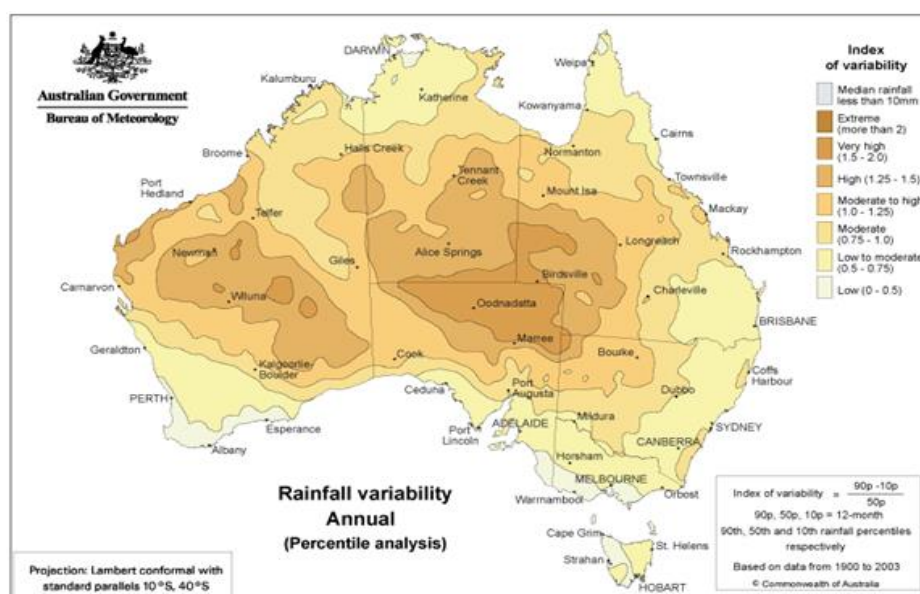 Australian Government
Bureau of Meteorology
DARWIN
Weipa
Kalumburu
Katherine
Kowanyama
Cairns
Broome
Halls Creek
Normanton
Port
Hedland
Tennant
Creek
Townsville
Mount Isa
Mackay
Telfer
Newman
Alice Springs
Longreach
Rockhampton
Giles
Birdsville
Carnarvon
Wiluna
Oodnadatta
Charleville
BRISBANE
Geraldton
Marree
Kalgoorlie-
Boulder
Cook
Bourke
Coffs
Harbour
PERTH
Ceduna
Port
Augusta
Dubbo
Esperance
Port
Lincoln
ADELAIDE
Mildura
SYDNEY
Albany
CANBERRA
Horsham
MELBOURNE
Warrnambool
Orbost
Cape Grim
St. Helens
Strahan
HOBART
Index
of variability
Median rainfall
less than 10mm
Extreme
(more than 2)
Very high
(1.5 - 2.0)
High (1.25 - 1.5)
Moderate to high
(1.0 - 1.25)
Moderate
(0.75 - 1.0)
Low to moderate
(0.5 - 0.75)
Low (0 - 0.5)
Rainfall variability
Annual
(Percentile analysis)
Index of variability = 90p -10p
50p
90p, 50p, 10p = 12-month
90th, 50th and 10th rainfall percentiles
respectively
Based on data from 1900 to 2003
© Commonwealth of Australia
Projection: Lambert conformal with
standard parallels 10°S, 40°S